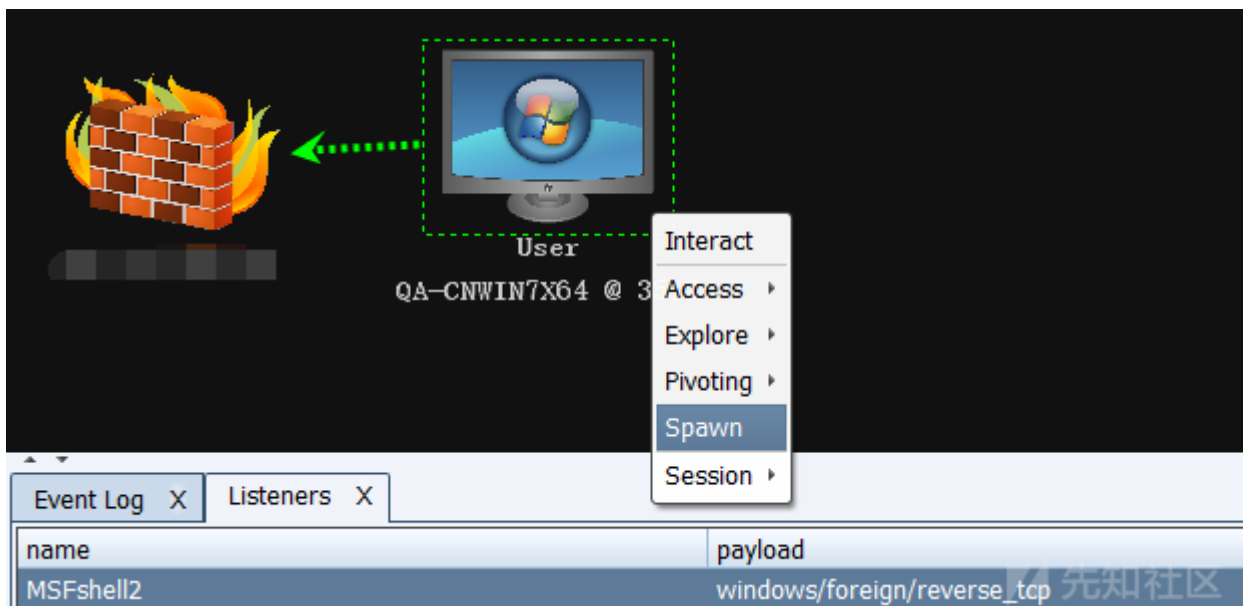 User
QA-CNWIN7X64 @ 3
Interact
Access
Explore
Pivoting
Spawn
Session
Event Log X Listeners X
name payload
MSFshell2 windows/foreign/reverse_tcp
先知社区